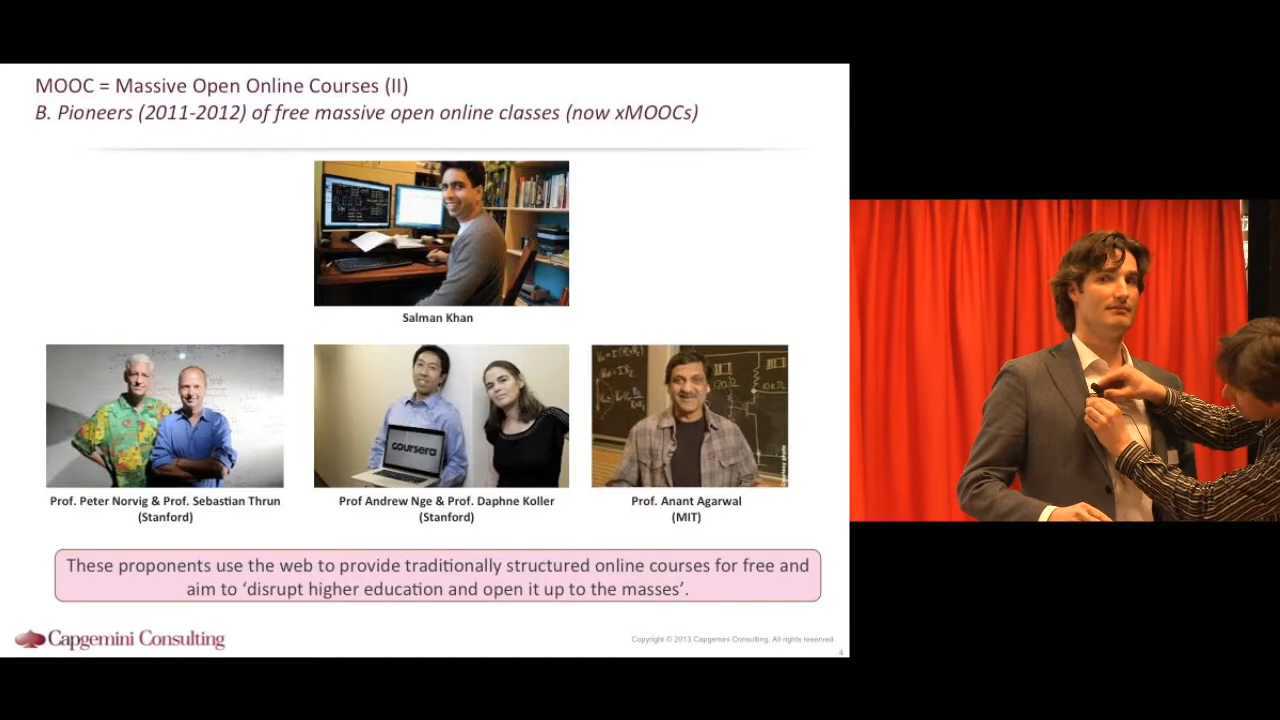 MOOC = Massive Open Online Courses (II)
B. Pioneers (2011-2012) of free massive open online classes (now xMOOCs)
Salman Khan
coursera
Prof. Peter Norvig & Prof. Sebastian Thrun
(Stanford)
Prof Andrew Nge & Prof. Daphne Koller
(Stanford)
Prof. Anant Agarwal
(MIT)
These proponents use the web to provide traditionally structured online courses for free and
aim to ‘disrupt higher education and open it up to the masses’.
Capgemini Consulting
Copyright © 2013 Capgemini Consulting. All rights reserved.
4